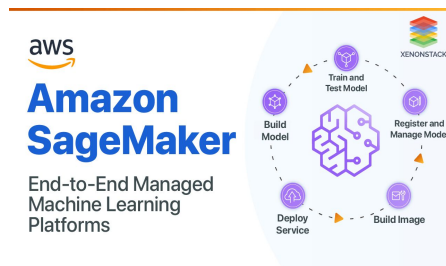 aws
XENONSTACK
Amazon
SageMaker
End-to-End Managed
Machine Learning
Platforms
Train and
Test Model
Build
Model
Register and
Manage Mode
Deploy
Service
Build Image